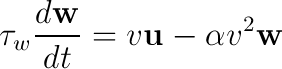 τ_w d𝐰/dt = v𝐮 − αv²𝐰